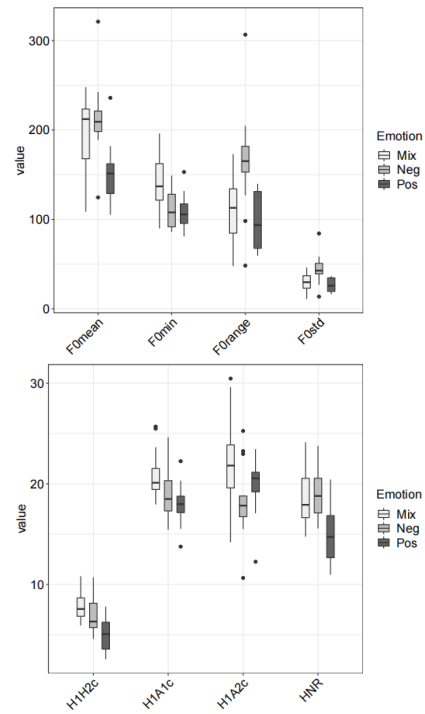 300
200
100
0
value
F0mean
F0min
F0range
F0std
Emotion
Mix
Neg
Pos
30
20
10
value
H1H2c
H1A1c
H1A2c
HNR
Emotion
Mix
Neg
Pos